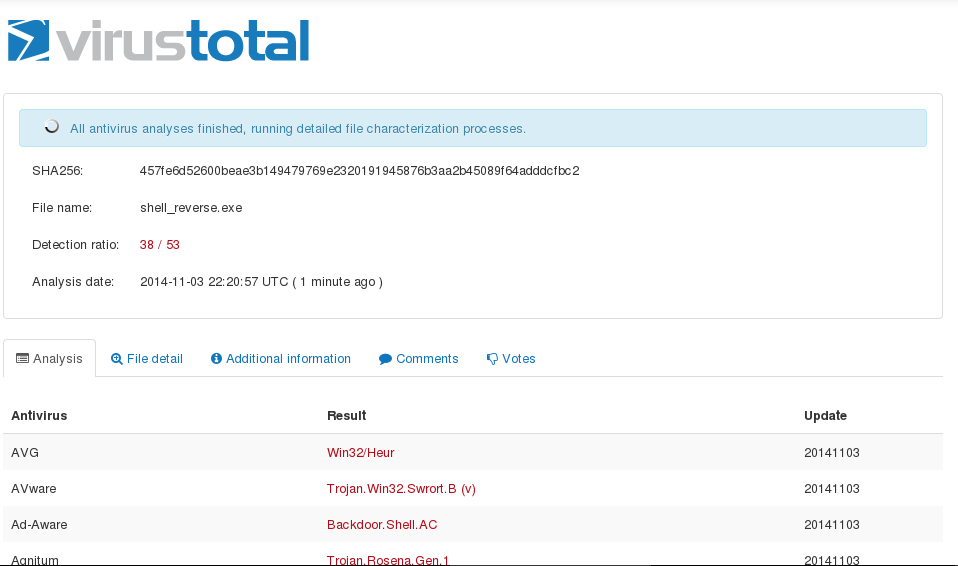 virustotal
All antivirus analyses finished, running detailed file characterization processes.
SHA256: 457fe6d52600beae3b149479769e2320191945876b3aa2b45089f64adddcfbc2
File name: shell_reverse.exe
Detection ratio: 38 / 53
Analysis date: 2014-11-03 22:20:57 UTC ( 1 minute ago )
Analysis File detail Additional information Comments Votes
Antivirus Result Update
AVG Win32/Heur 20141103
AVware Trojan.Win32.Swrort.B (v) 20141103
Ad-Aware Backdoor.Shell.AC 20141103
Agnitum Trojan.Rosena.Gen.1 20141103